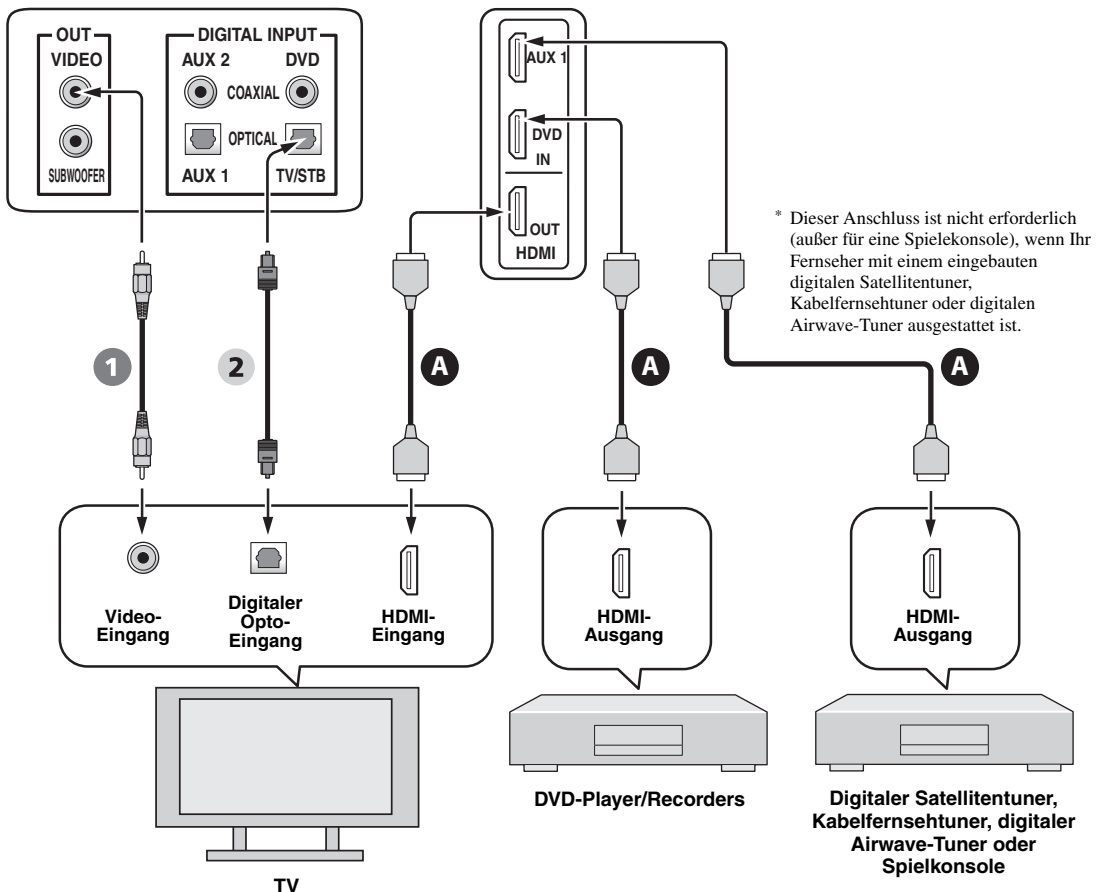 OUT
VIDEO
SUBWOOFER
DIGITAL INPUT
AUX 2 DVD
COAXIAL
OPTICAL
AUX 1 TV/STB
AUX 1
DVD
IN
OUT
HDMI
* Dieser Anschluss ist nicht erforderlich
(außer für eine Spielekonsole), wenn Ihr
Fernseher mit einem eingebauten
digitalen Satellitentuner,
Kabelfernsehtuner oder digitalen
Airwave-Tuner ausgestattet ist.
1
2
A
A
A
Video-
Eingang
Digitaler
Opto-
Eingang
HDMI-
Eingang
HDMI-
Ausgang
HDMI-
Ausgang
TV
DVD-Player/Recorders
Digitaler Satellitentuner,
Kabelfernsehtuner, digitaler
Airwave-Tuner oder
Spielkonsole